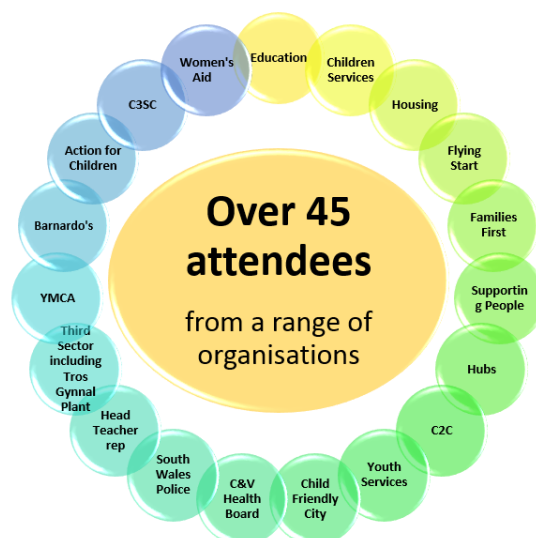 Over 45
attendees
from a range of
organisations
Education
Children
Services
Housing
Flying
Start
Families
First
Supportin
g People
Hubs
C2C
Youth
Services
Child
Friendly
City
C&V
Health
Board
South
Wales
Police
Head
Teacher
rep
Third
Sector
including
Tros
Gynnal
Plant
YMCA
Barnardo's
Action for
Children
C3SC
Women's
Aid